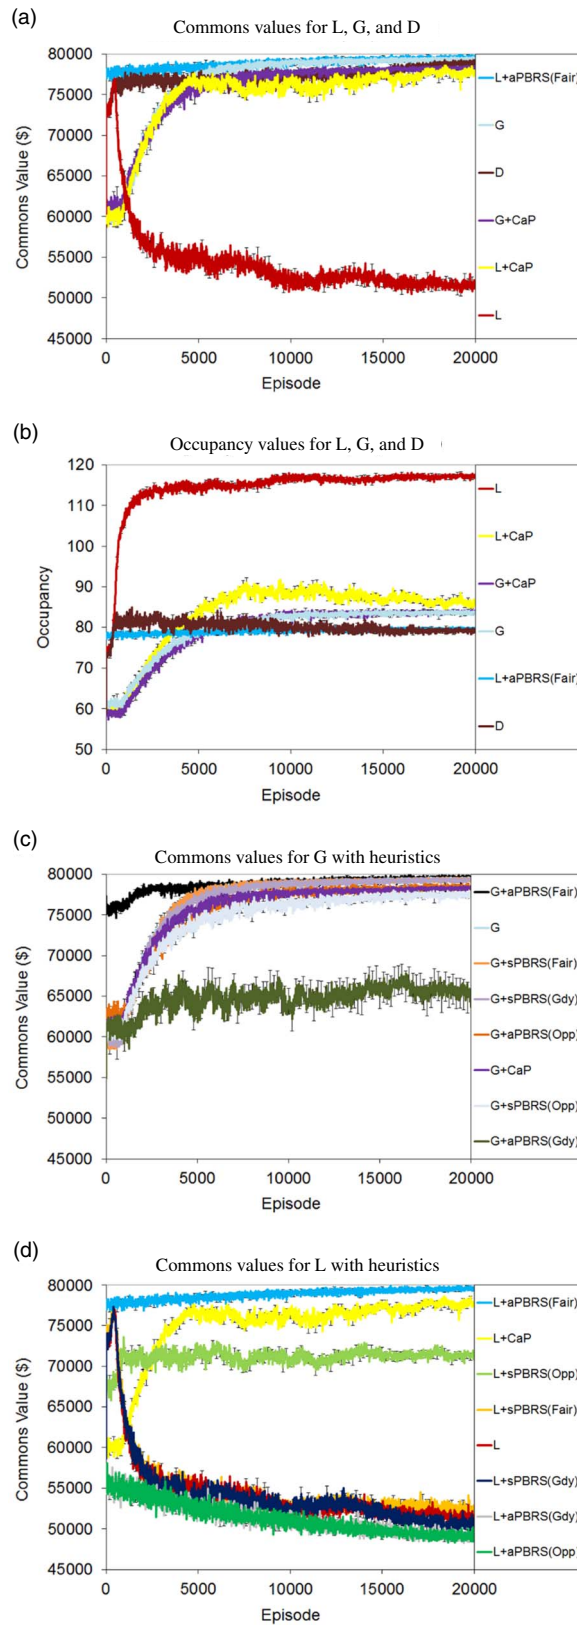 (a)
Commons values for L, G, and D
80000
75000
70000
65000
60000
55000
50000
45000
Commons Value ($)
0
5000
10000
15000
20000
Episode
L+aPBRS(Fair)
G
D
G+CaP
L+CaP
L
(b)
Occupancy values for L, G, and D
120
110
100
90
80
70
60
50
Occupancy
0
5000
10000
15000
20000
Episode
L
L+CaP
G+CaP
G
L+aPBRS(Fair)
D
(c)
Commons values for G with heuristics
80000
75000
70000
65000
60000
55000
50000
45000
Commons Value ($)
0
5000
10000
15000
20000
Episode
G+aPBRS(Fair)
G
G+sPBRS(Fair)
G+sPBRS(Gdy)
G+aPBRS(Opp)
G+CaP
G+sPBRS(Opp)
G+aPBRS(Gdy)
(d)
Commons values for L with heuristics
80000
75000
70000
65000
60000
55000
50000
45000
Commons Value ($)
0
5000
10000
15000
20000
Episode
L+aPBRS(Fair)
L+CaP
L+sPBRS(Opp)
L+sPBRS(Fair)
L
L+sPBRS(Gdy)
L+aPBRS(Gdy)
L+aPBRS(Opp)